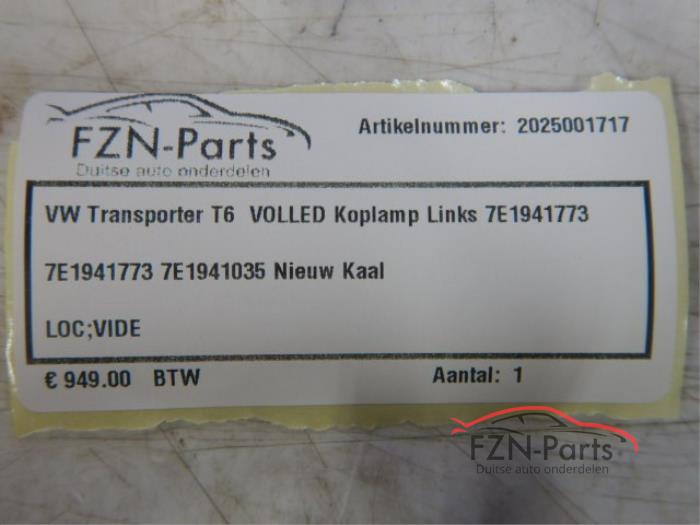 FZN-Parts
Duitse auto onderdelen
Artikelnummer: 2025001717
VW Transporter T6 VOLLED Koplamp Links 7E1941773
7E1941773 7E1941035 Nieuw Kaal
LOC;VIDE
€ 949.00 BTW
Aantal: 1
FZN-Parts
Duitse auto onderdelen